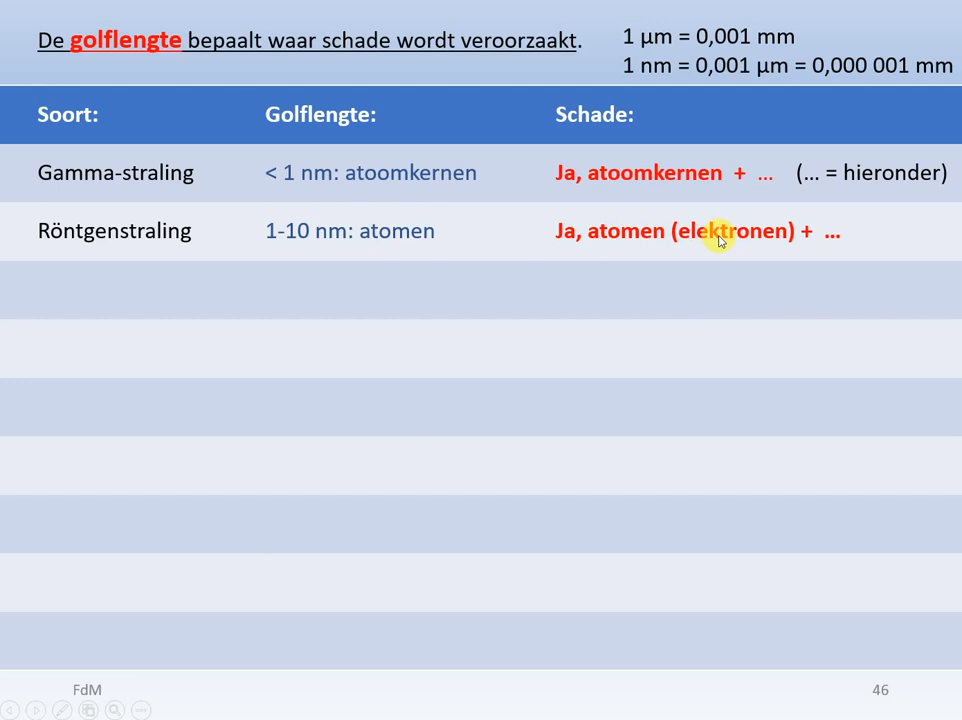 De golflengte bepaalt waar schade wordt veroorzaakt.
1 µm = 0,001 mm
1 nm = 0,001 µm = 0,000 001 mm
Soort: Golflengte: Schade:
Gamma-straling < 1 nm: atoomkernen Ja, atoomkernen + ... (... = hieronder)
Röntgenstraling 1-10 nm: atomen Ja, atomen (elektronen) + ...
FdM 46